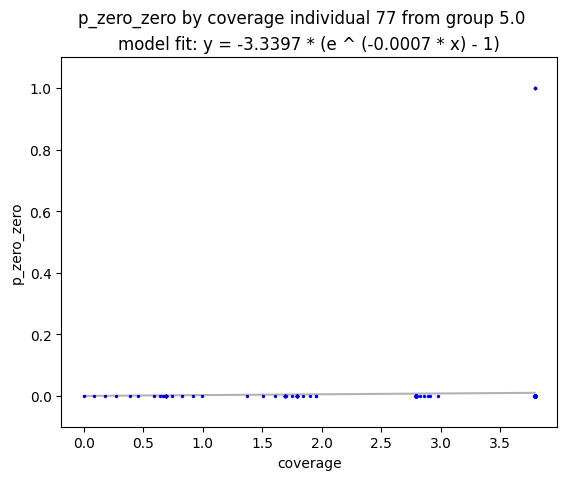 p_zero_zero by coverage individual 77 from group 5.0
model fit: y = -3.3397 * (e ^ (-0.0007 * x) - 1)
1.0
0.8
0.6
0.4
0.2
0.0
p_zero_zero
0.0 0.5 1.0 1.5 2.0 2.5 3.0 3.5
coverage